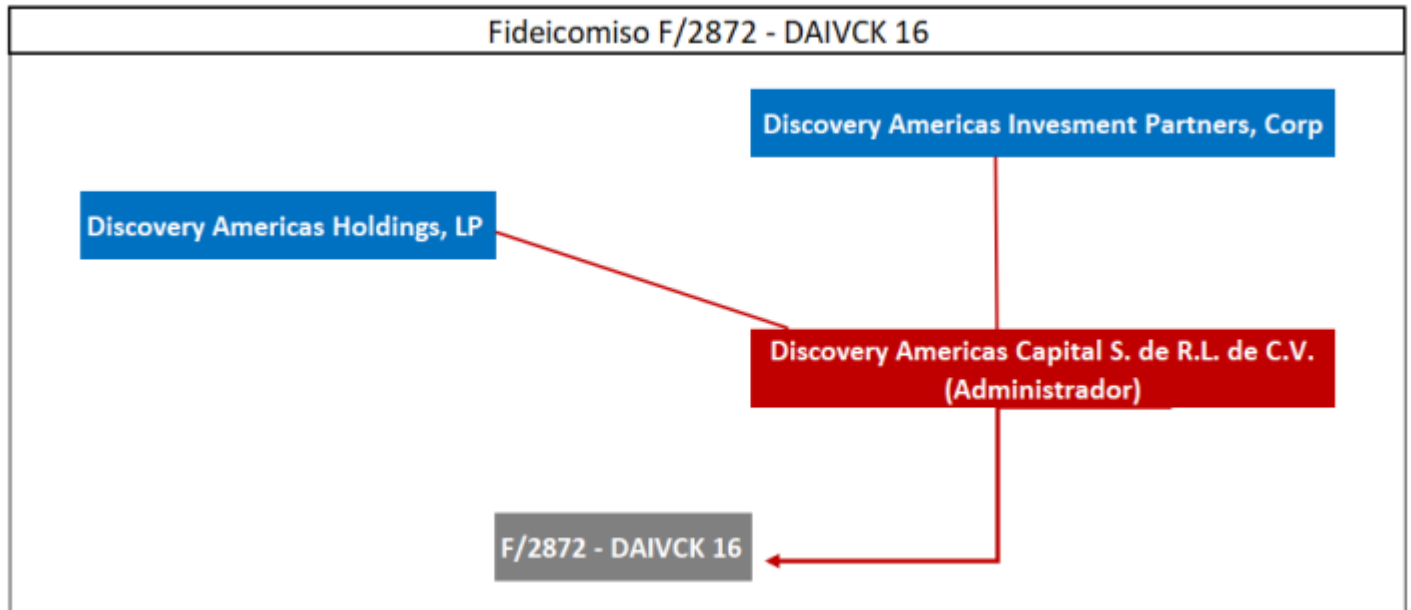 Fideicomiso F/2872 - DAIVCK 16
Discovery Americas Invesment Partners, Corp
Discovery Americas Holdings, LP
Discovery Americas Capital S. de R.L. de C.V.
(Administrador)
F/2872 - DAIVCK 16